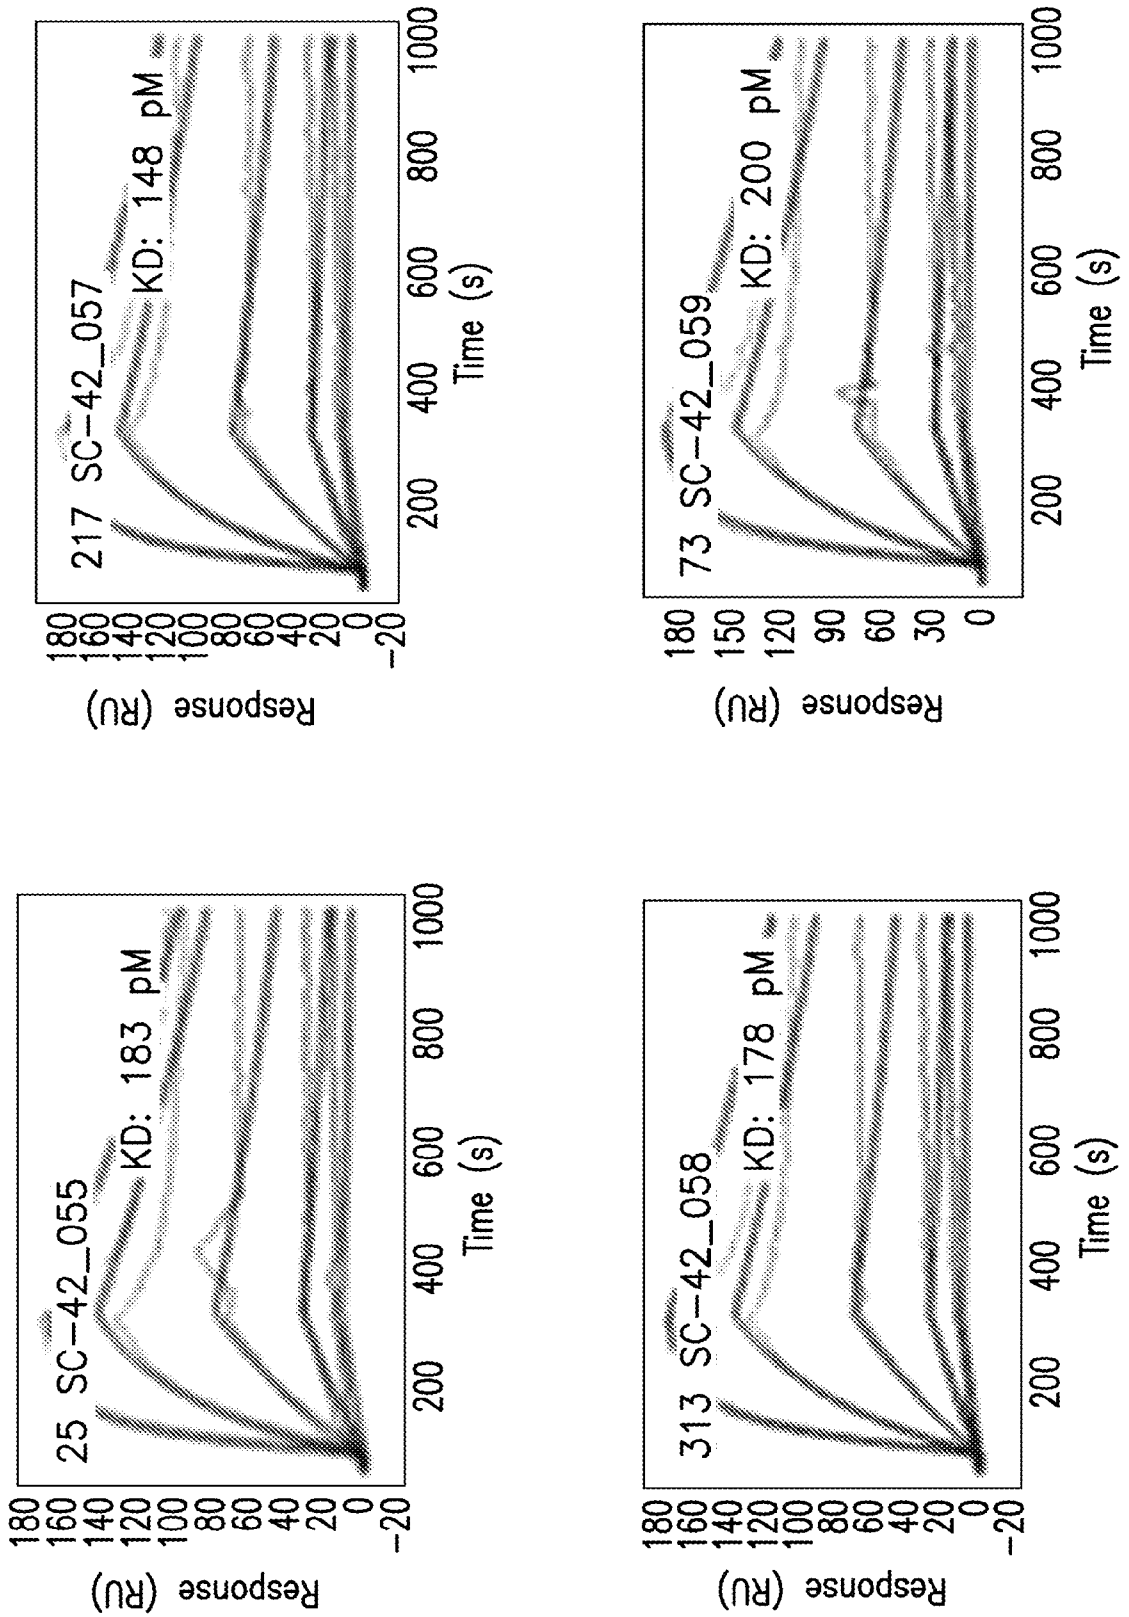 Response (RU)
180
160
140
120
100
80
60
40
20
0
-20
25 SC-42_055
KD: 183 pM
200 400 600 800 1000
Time (s)
Response (RU)
180
160
140
120
100
80
60
40
20
0
-20
217 SC-42_057
KD: 148 pM
200 400 600 800 1000
Time (s)
Response (RU)
180
160
140
120
100
80
60
40
20
0
-20
313 SC-42_058
KD: 178 pM
200 400 600 800 1000
Time (s)
Response (RU)
180
150
120
90
60
30
0
73 SC-42_059
KD: 200 pM
200 400 600 800 1000
Time (s)